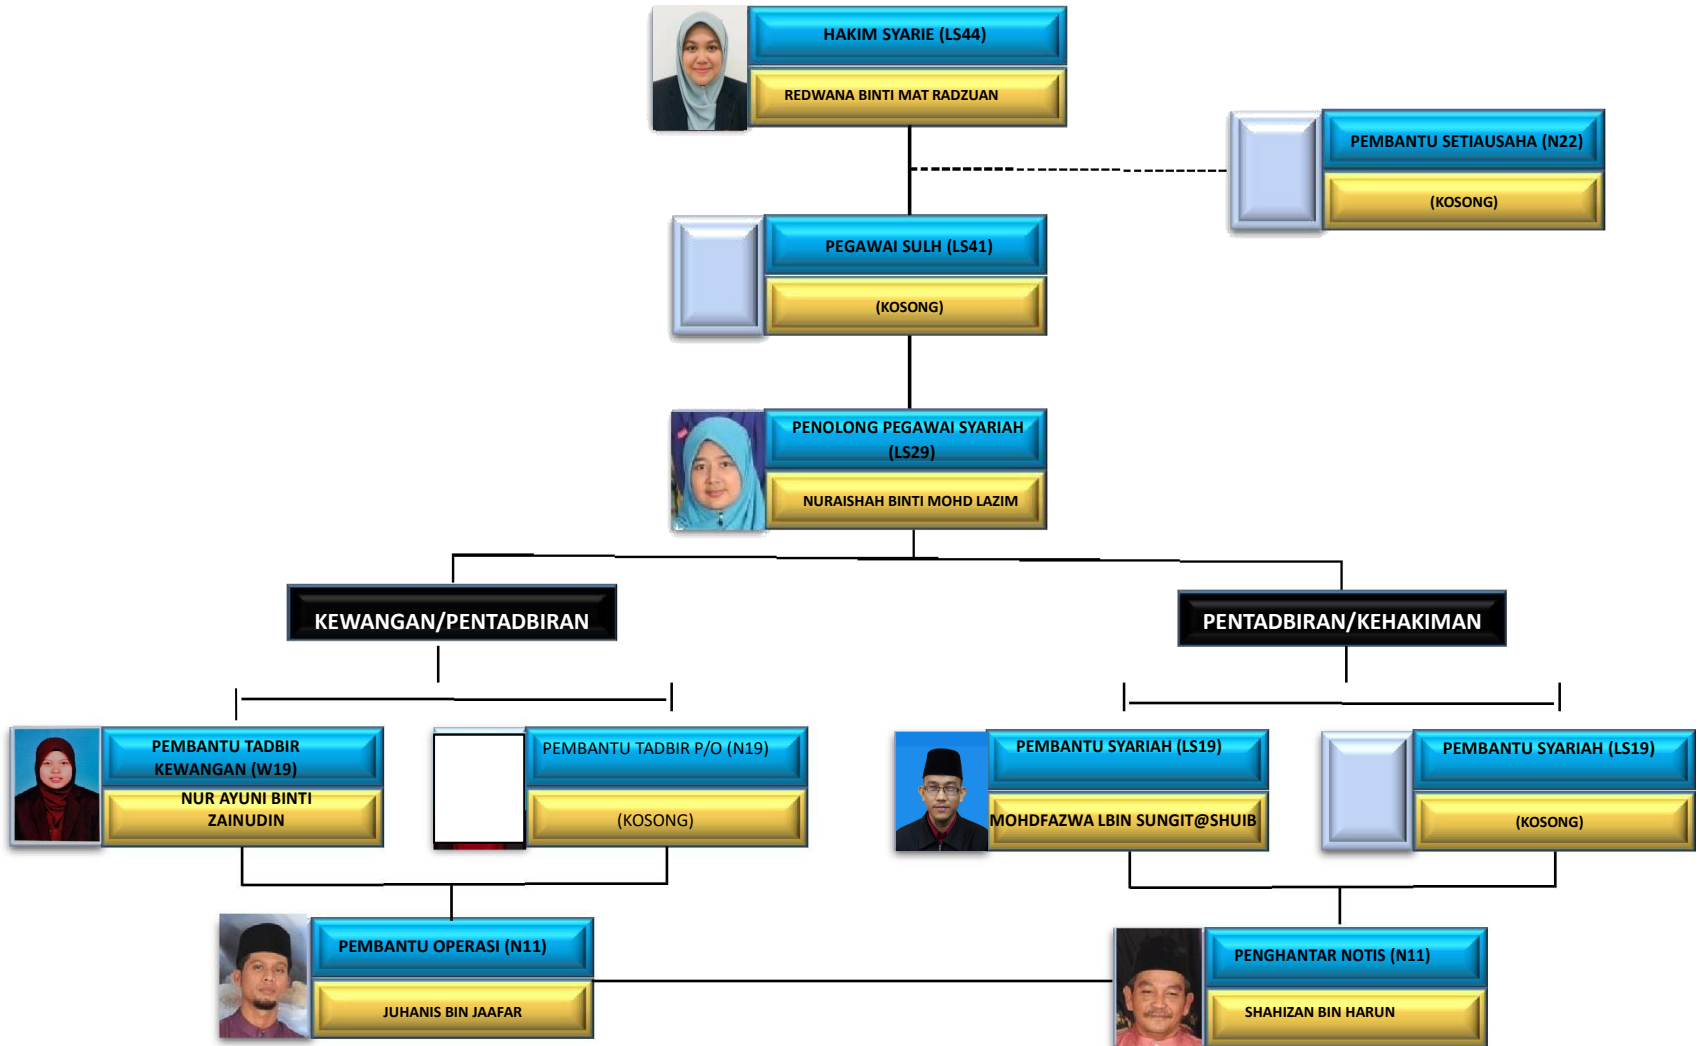 HAKIM SYARIE (LS44)
REDWANA BINTI MAT RADZUAN
PEMBANTU SETIAUSAHA (N22)
(KOSONG)
PEGAWAI SULH (LS41)
(KOSONG)
PENOLONG PEGAWAI SYARIAH
(LS29)
NURAISHAH BINTI MOHD LAZIM
KEWANGAN/PENTADBIRAN
PENTADBIRAN/KEHAKIMAN
PEMBANTU TADBIR
KEWANGAN (W19)
NUR AYUNI BINTI
ZAINUDIN
PEMBANTU TADBIR P/O (N19)
(KOSONG)
PEMBANTU SYARIAH (LS19)
MOHDFAZWA LBIN SUNGIT@SHUIB
PEMBANTU SYARIAH (LS19)
(KOSONG)
PEMBANTU OPERASI (N11)
JUHANIS BIN JAAFAR
PENGHANTAR NOTIS (N11)
SHAHIZAN BIN HARUN